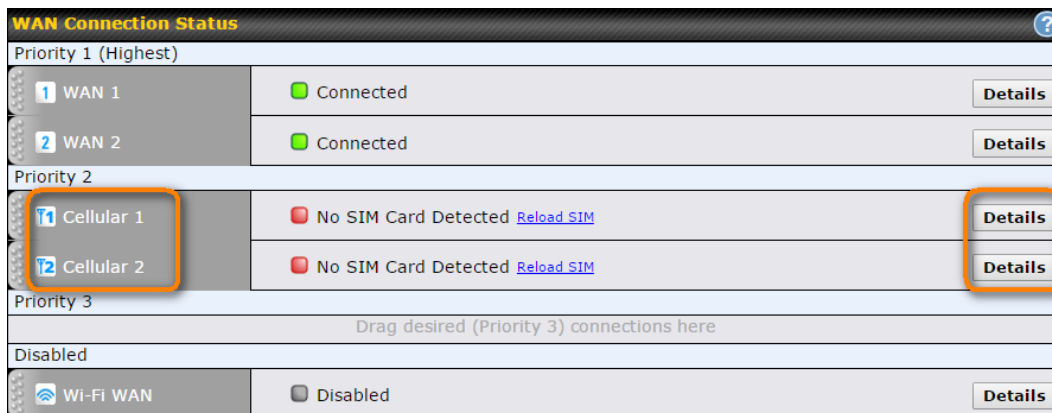 WAN Connection Status ?
Priority 1 (Highest)
1 WAN 1 Connected Details
2 WAN 2 Connected Details
Priority 2
1 Cellular 1 No SIM Card Detected Reload SIM Details
2 Cellular 2 No SIM Card Detected Reload SIM Details
Priority 3
Drag desired (Priority 3) connections here
Disabled
Wi-Fi WAN Disabled Details